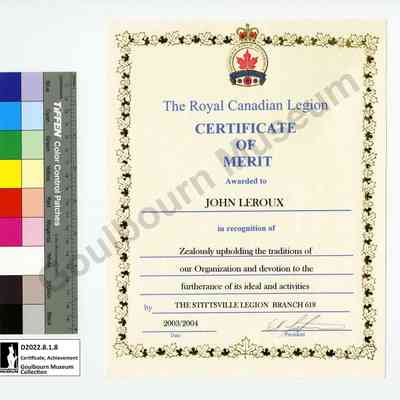 The Royal Canadian Legion
CERTIFICATE
OF
MERIT
Awarded to
JOHN LEROUX
in recognition of
Zealously upholding the traditions of
our Organization and devotion to the
furtherance of its ideal and activities
by THE STITTSVILLE LEGION BRANCH 618
2003/2004
Date
President
Goulbourn Museum
TIFFEN Color Control Patches
D2022.8.1.8
Certificate, Achievement
Goulbourn Museum
Collection